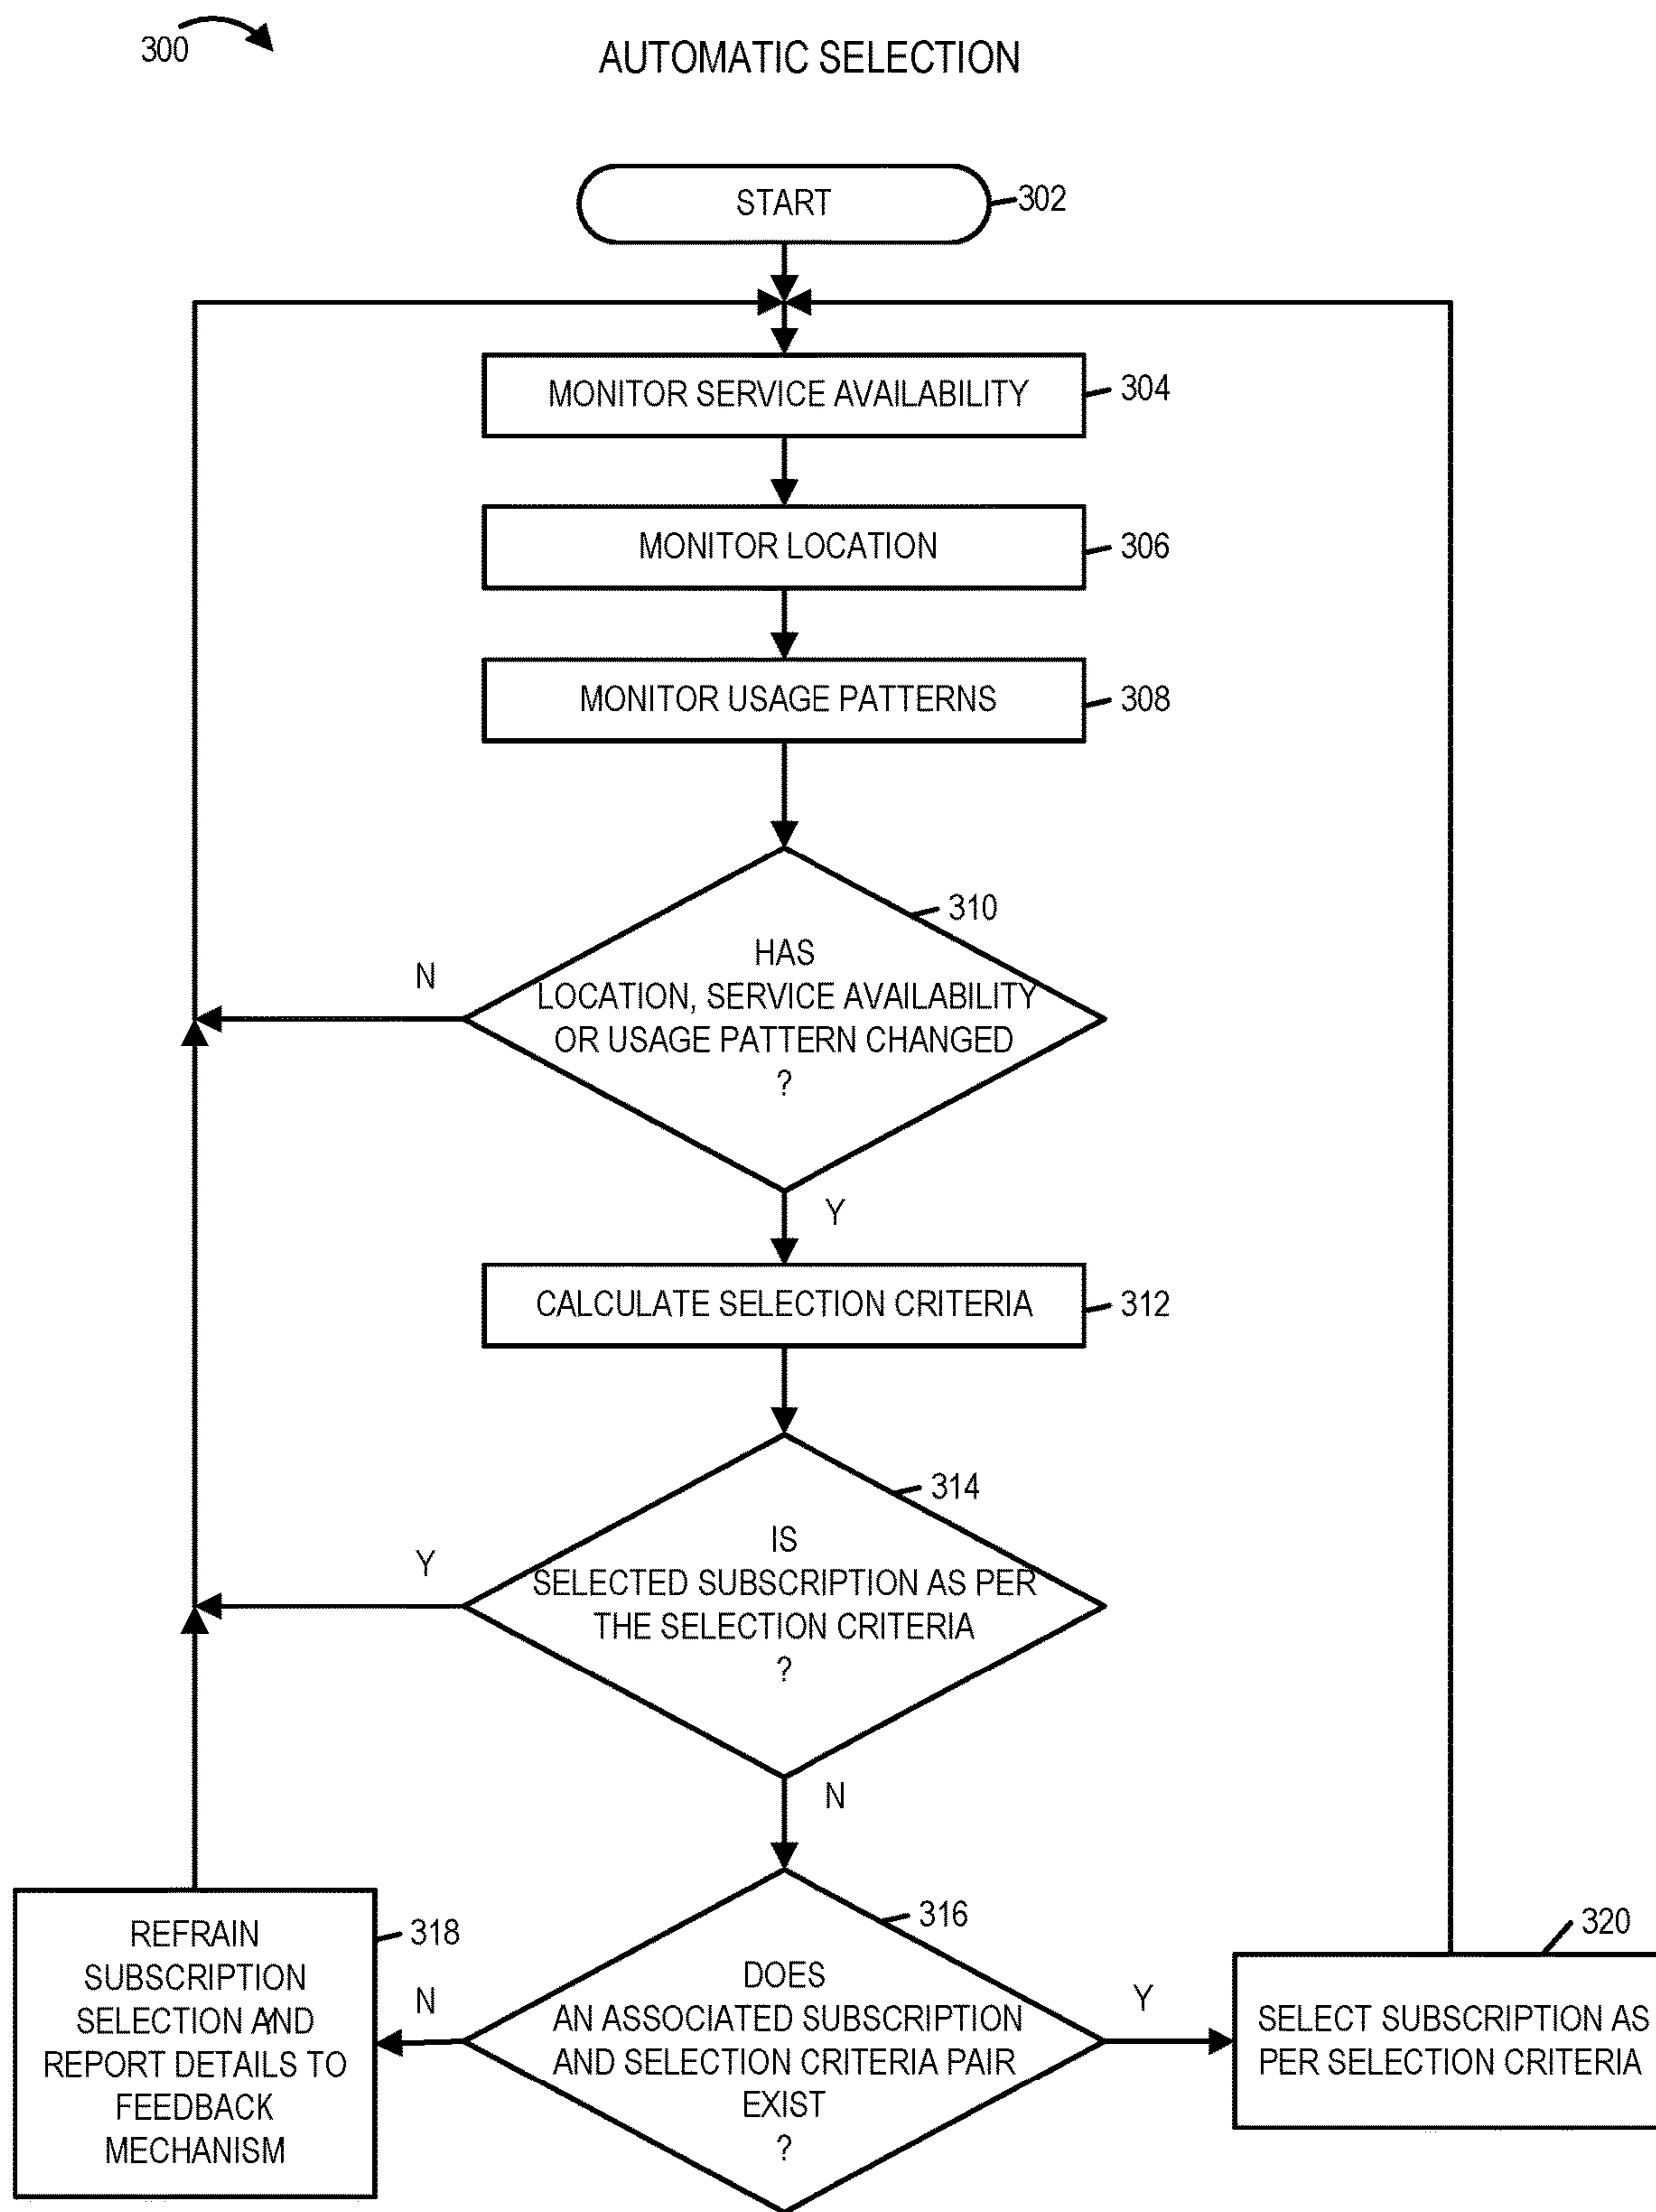 300
AUTOMATIC SELECTION
START
302
MONITOR SERVICE AVAILABILITY
304
MONITOR LOCATION
306
MONITOR USAGE PATTERNS
308
310
HAS
LOCATION, SERVICE AVAILABILITY
OR USAGE PATTERN CHANGED
?
N
Y
CALCULATE SELECTION CRITERIA
312
314
IS
SELECTED SUBSCRIPTION AS PER
THE SELECTION CRITERIA
?
Y
N
316
DOES
AN ASSOCIATED SUBSCRIPTION
AND SELECTION CRITERIA PAIR
EXIST
?
N
Y
318
REFRAIN
SUBSCRIPTION
SELECTION AND
REPORT DETAILS TO
FEEDBACK
MECHANISM
320
SELECT SUBSCRIPTION AS
PER SELECTION CRITERIA